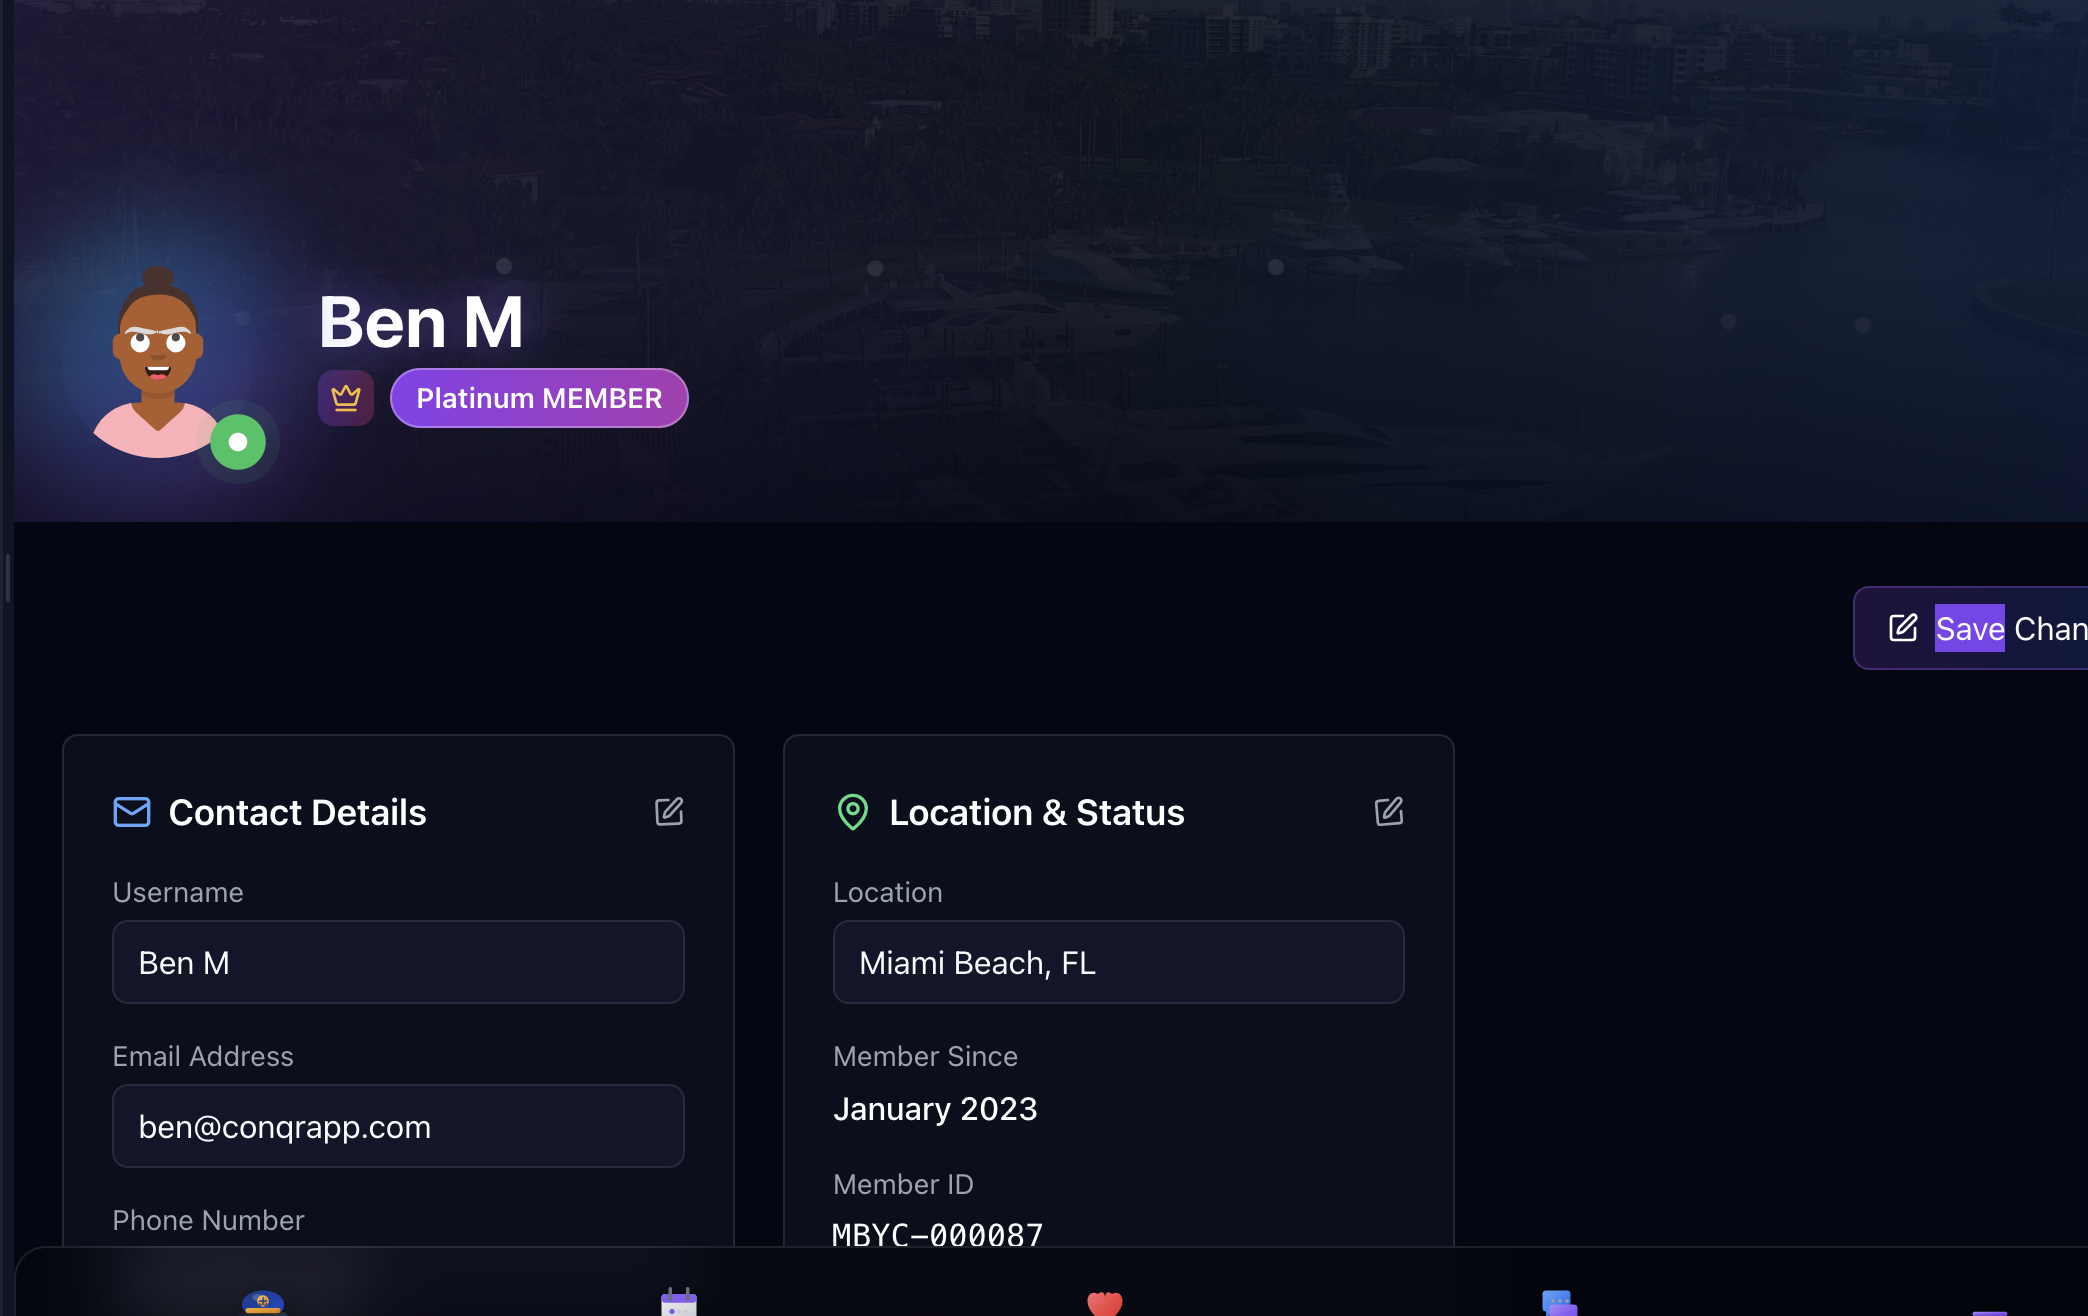 Ben M
Platinum MEMBER
Save Chan
Contact Details
Username
Ben M
Email Address
ben@conqrapp.com
Phone Number
Location & Status
Location
Miami Beach, FL
Member Since
January 2023
Member ID
MBYC-000087